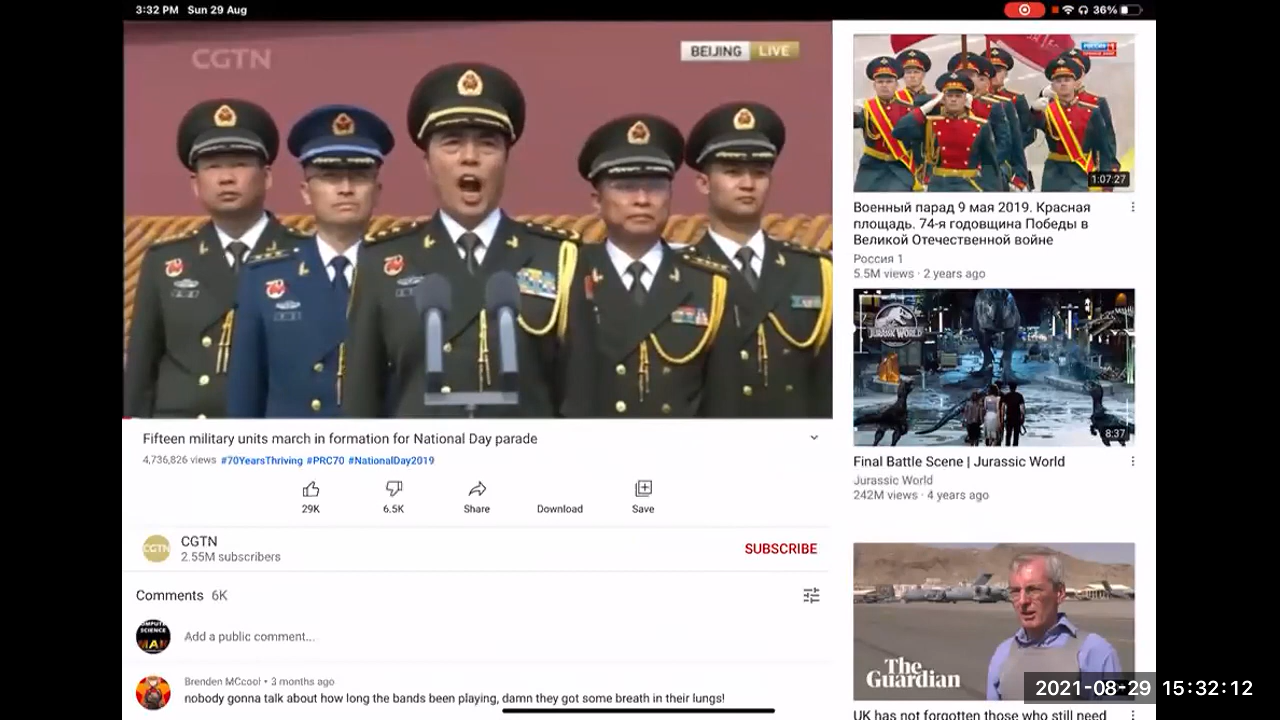 3:32 PM Sun 29 Aug
36%
CGTN
BEIJING LIVE
Fifteen military units march in formation for National Day parade
4,736,826 views #70YearsThriving #PRC70 #NationalDay2019
29K
6.5K
Share
Download
Save
CGTN
CGTN
2.55M subscribers
SUBSCRIBE
Comments 6K
COMPUTER
SCIENCE
MAN
Add a public comment...
Brenden MCcool • 3 months ago
nobody gonna talk about how long the bands been playing, damn they got some breath in their lungs!
РОССИЯ 1
1:07:27
Военный парад 9 мая 2019. Красная
площадь. 74-я годовщина Победы в
Великой Отечественной войне
Россия 1
5.5M views · 2 years ago
JURASSIC WORLD
8:37
Final Battle Scene | Jurassic World
Jurassic World
242M views · 4 years ago
The
Guardian
UK has not forgotten those who still need
2021-08-29 15:32:12